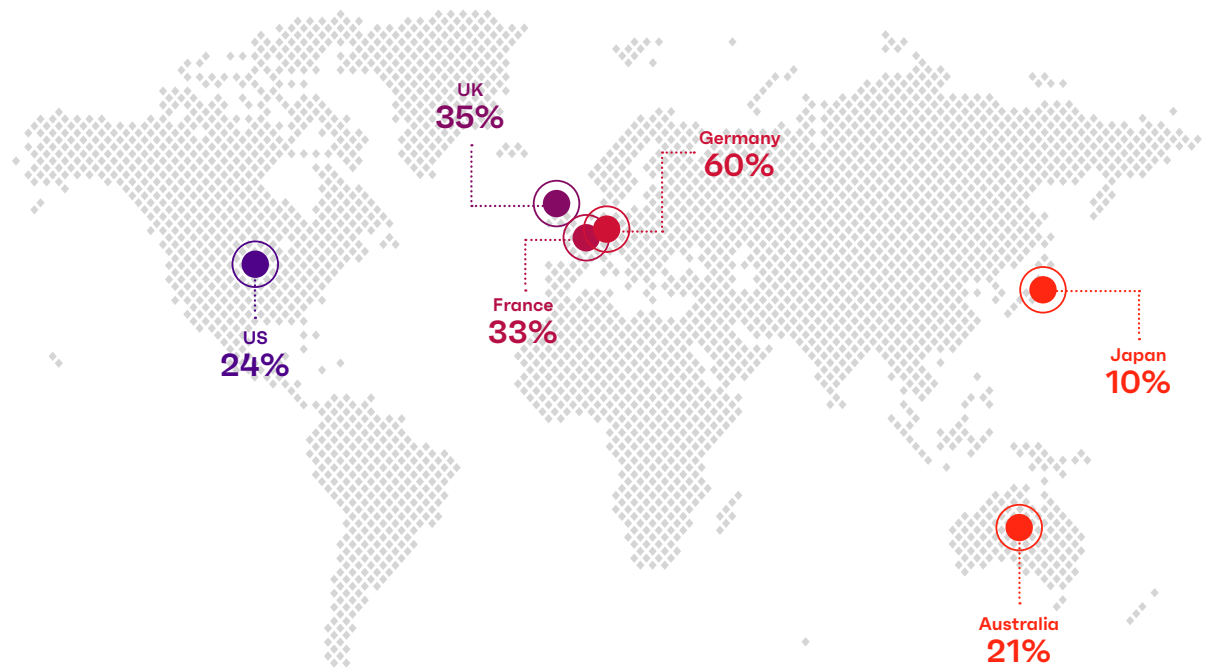 UK
35%
Germany
60%
France
33%
US
24%
Japan
10%
Australia
21%